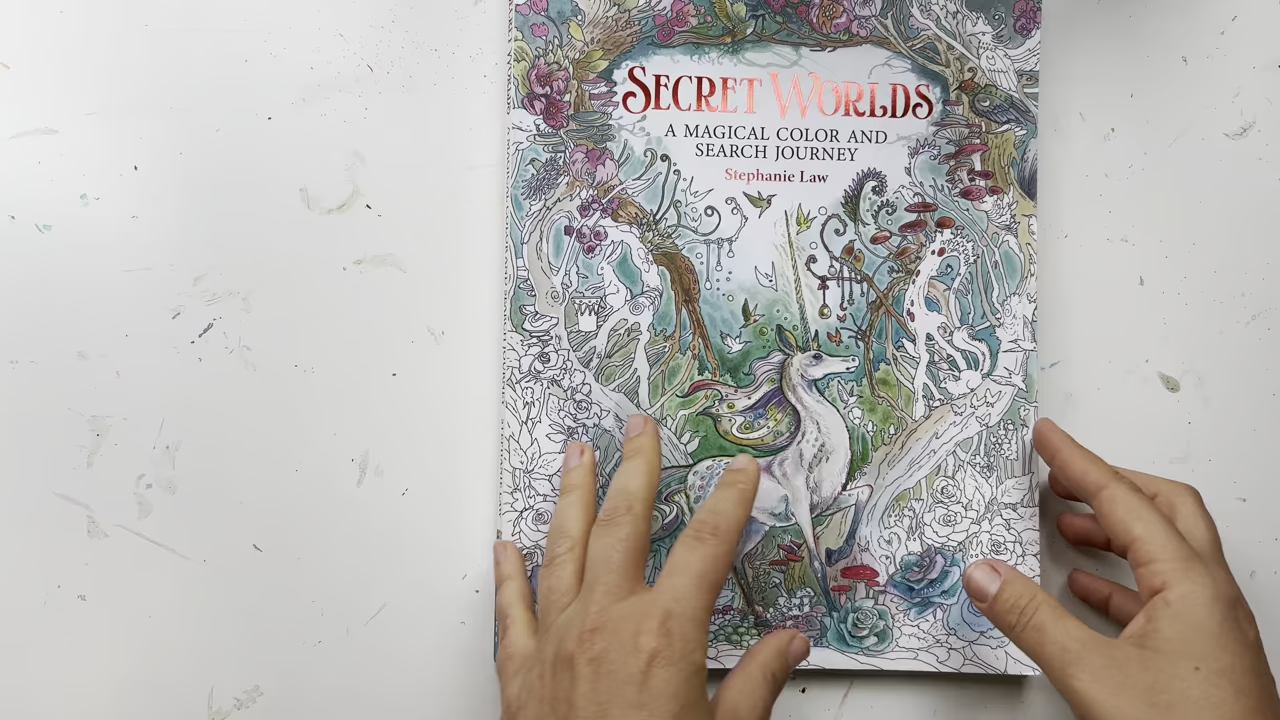 SECRET WORLDS
A MAGICAL COLOR AND
SEARCH JOURNEY
Stephanie Law